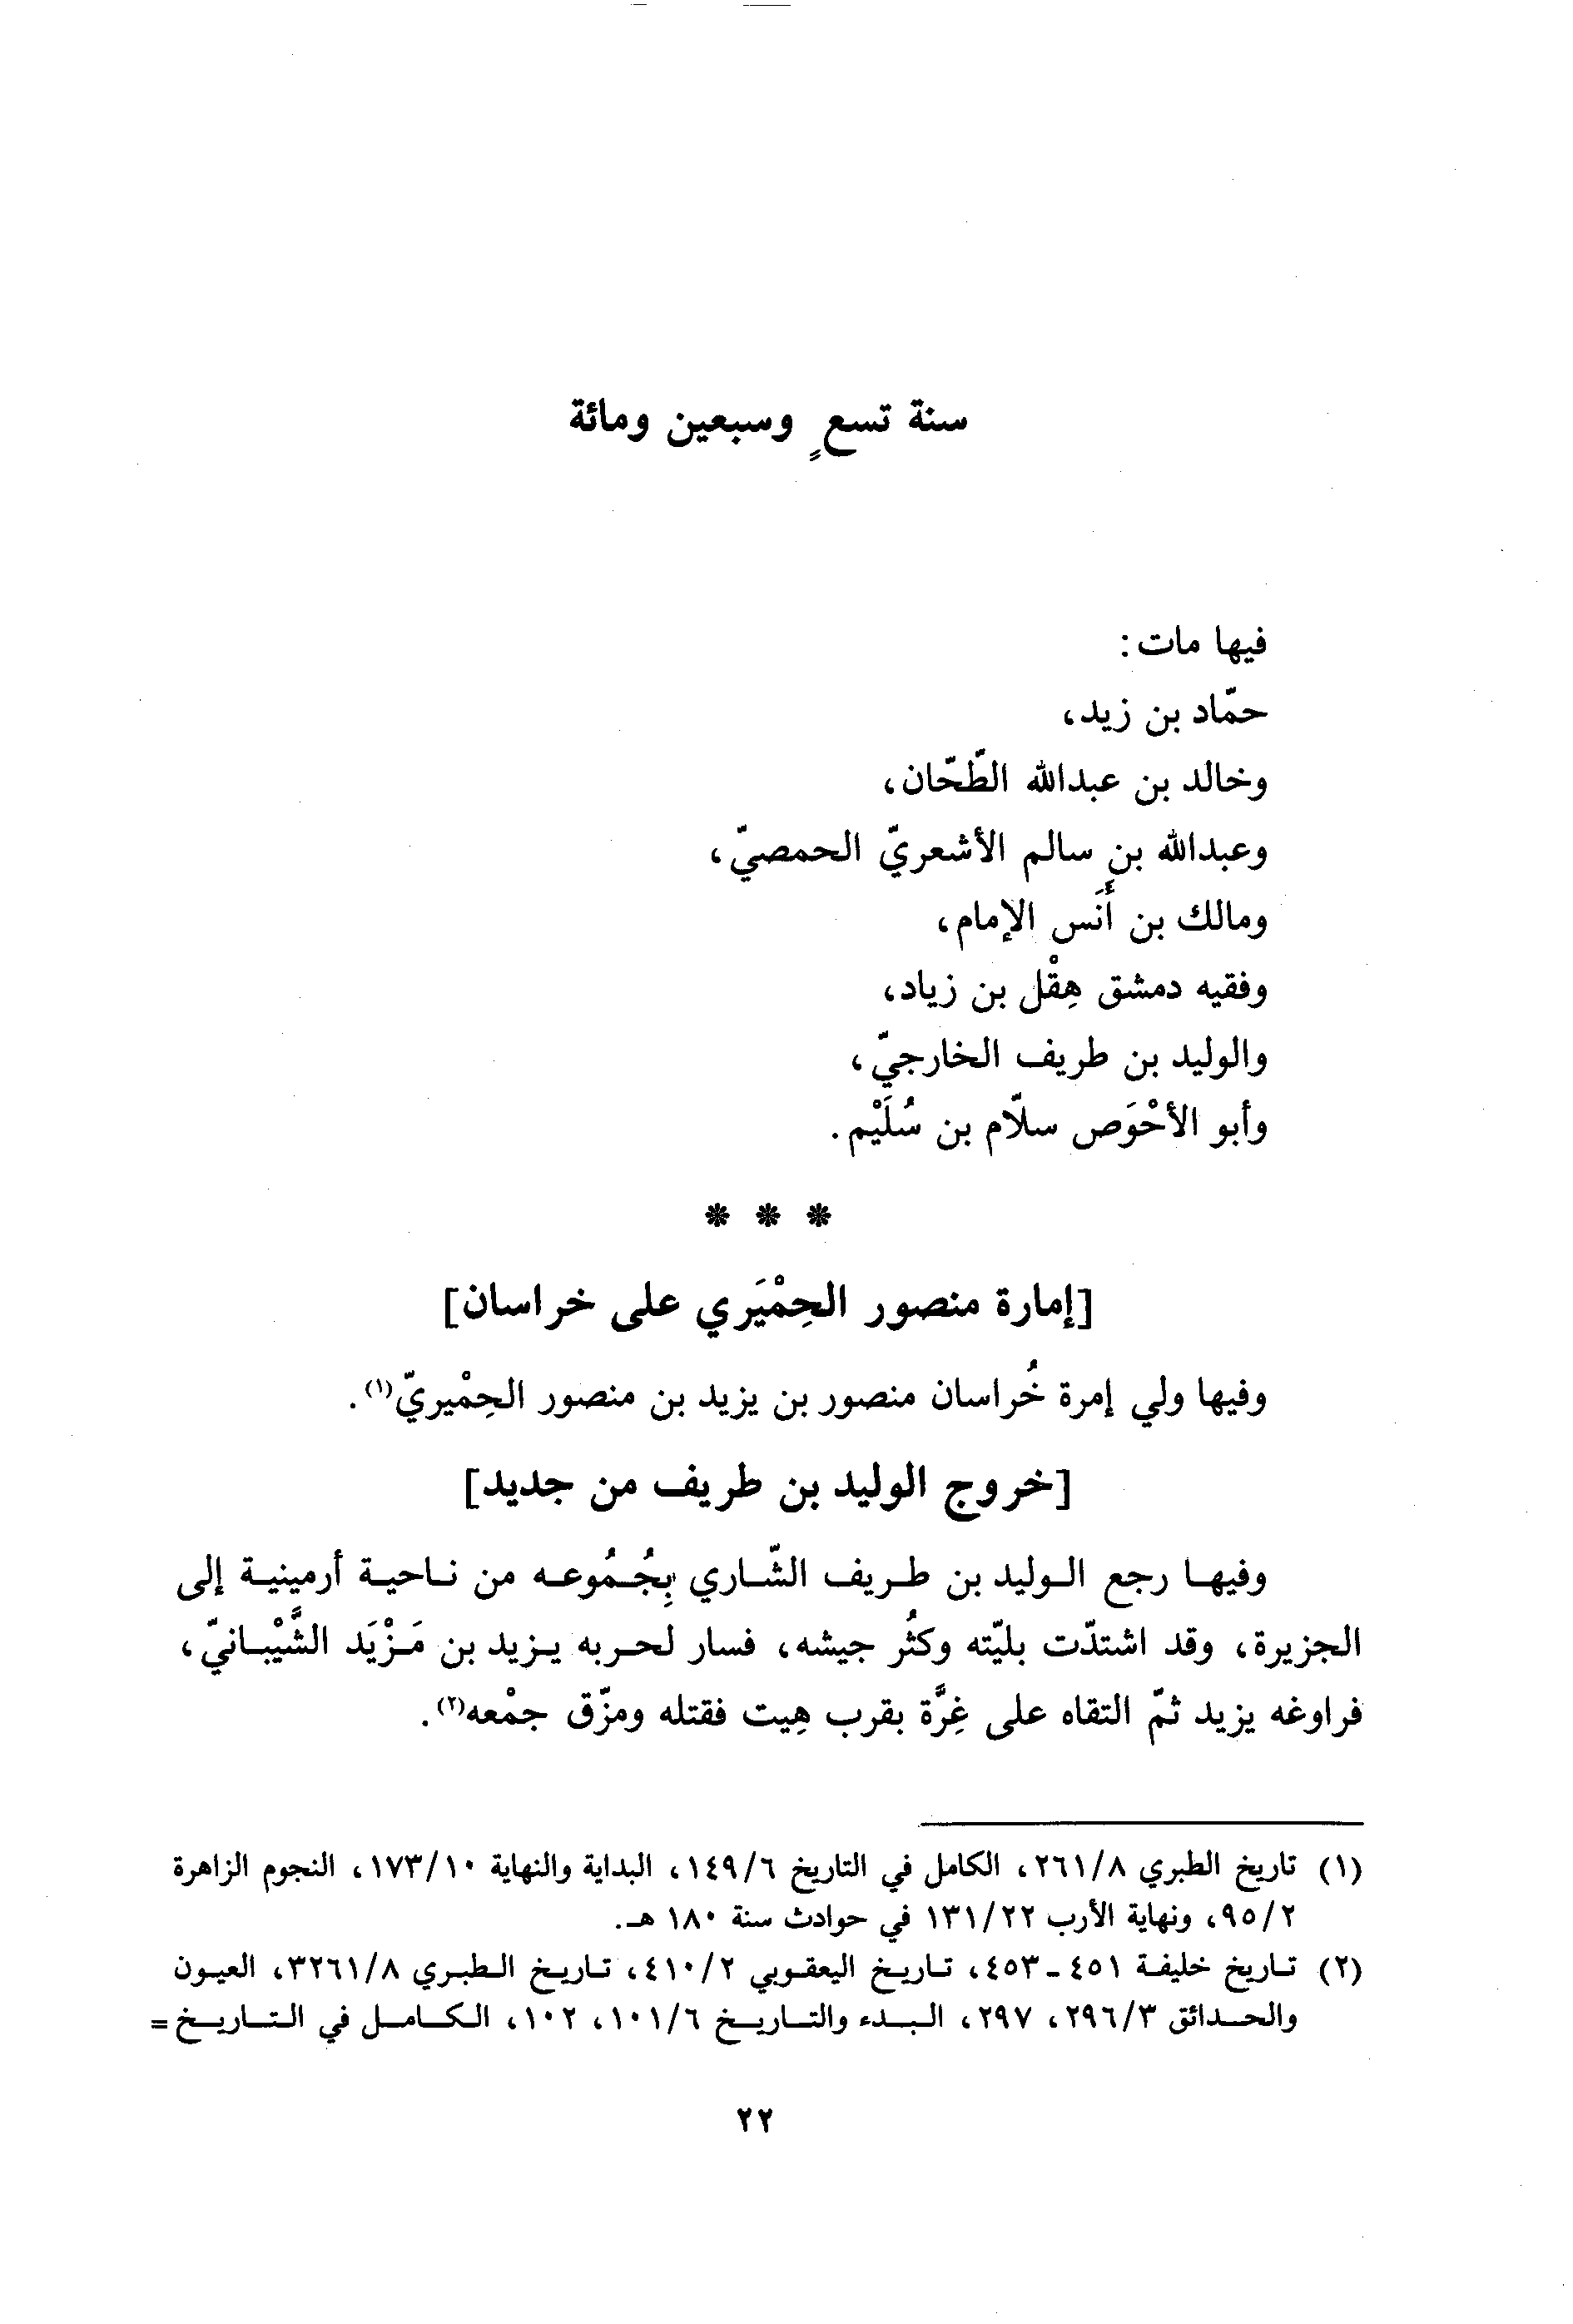 سنة تسعٍ وسبعين ومائة
فيها مات:
حمّاد بن زيد،
وخالد بن عبدالله الطّحّان،
وعبدالله بن سالم الأشعريّ الحمصيّ،
ومالك بن أَنَس الإمام،
وفقيه دمشق هِقْل بن زياد،
والوليد بن طريف الخارجيّ،
وأبو الأحْوَص سلّام بن سُلَيْم.
* * *
[إمارة منصور الحِمْيَري على خراسان]
وفيها ولي إمرة خُراسان منصور بن يزيد بن منصور الحِمْيريّ(١).
[خروج الوليد بن طريف من جديد]
وفيها رجع الوليد بن طريف الشّاري بِجُمُوعه من ناحية أرمينية إلى
الجزيرة، وقد اشتدّت بليّته وكثُر جيشه، فسار لحربه يزيد بن مَزْيَد الشَّيْبانيّ،
فراوغه يزيد ثمّ التقاه على غِرَّة بقرب هِيت فقتله ومزّق جمْعه(٢).
(١) تاريخ الطبري ٢٦١/٨، الكامل في التاريخ ١٤٩/٦، البداية والنهاية ١٧٣/١٠، النجوم الزاهرة
٩٥/٢، ونهاية الأرب ١٣١/٢٢ في حوادث سنة ١٨٠ هـ.
(٢) تاريخ خليفة ٤٥١ - ٤٥٣، تاريخ اليعقوبي ٤١٠/٢، تاريخ الطبري ٣٢٦١/٨، العيون
والحدائق ٢٩٦/٣، ٢٩٧، البدء والتاريخ ١٠١/٦، ١٠٢، الكامل في التاريخ =
٢٢